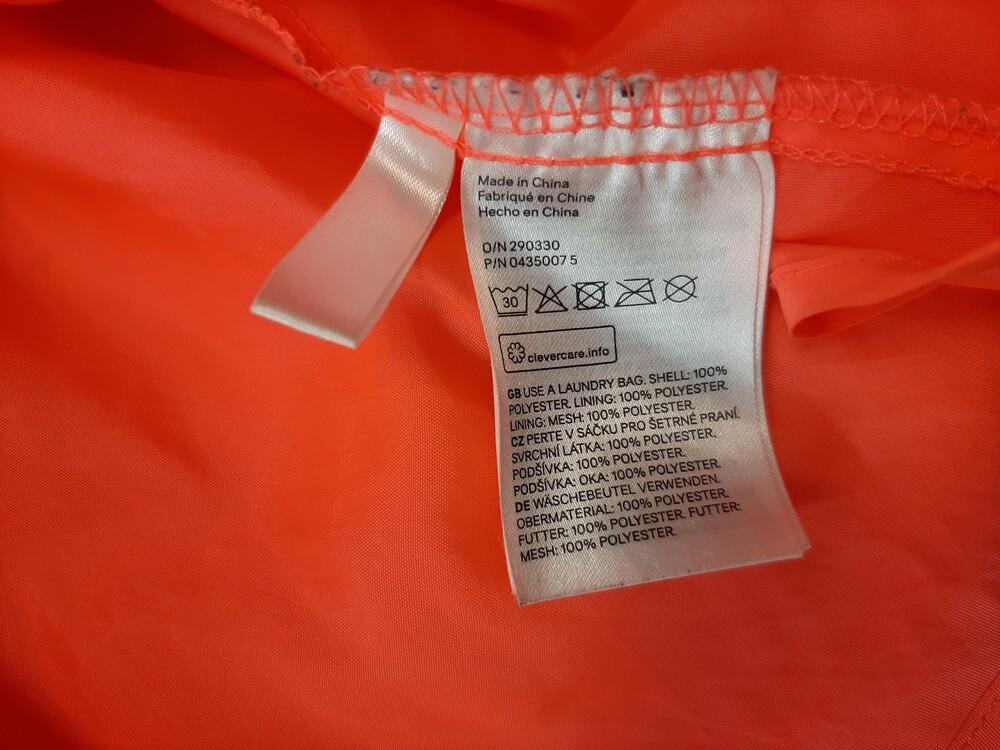 Made in China
Fabriqué en Chine
Hecho en China
O/N 290330
P/N 0435007 5
30
clevercare.info
GB USE A LAUNDRY BAG. SHELL: 100%
POLYESTER. LINING: 100% POLYESTER.
LINING: MESH: 100% POLYESTER.
CZ PERTE V SÁČKU PRO ŠETRNÉ PRANÍ.
SVRCHNÍ LÁTKA: 100% POLYESTER.
PODŠÍVKA: 100% POLYESTER.
PODŠÍVKA: OKA: 100% POLYESTER.
DE WÄSCHEBEUTEL VERWENDEN.
OBERMATERIAL: 100% POLYESTER.
FUTTER: 100% POLYESTER. FUTTER:
MESH: 100% POLYESTER.